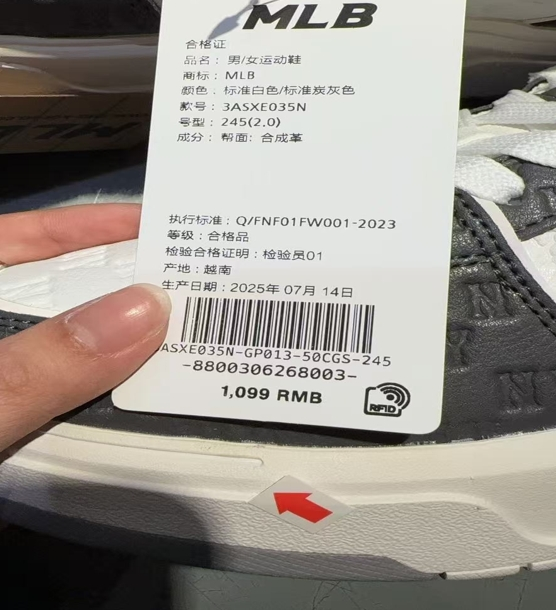 MLB
合格证
品名：男/女运动鞋
商标：MLB
颜色：标准白色/标准炭灰色
款号：3ASXE035N
号型：245(2.0)
成分：帮面：合成革
执行标准：Q/FNF01FW001-2023
等级：合格品
检验合格证明：检验员01
产地：越南
生产日期：2025年 07月 14日
ASXE035N-GP013-50CGS-245
-8800306268003-
1,099 RMB
RFID
N
Y
N